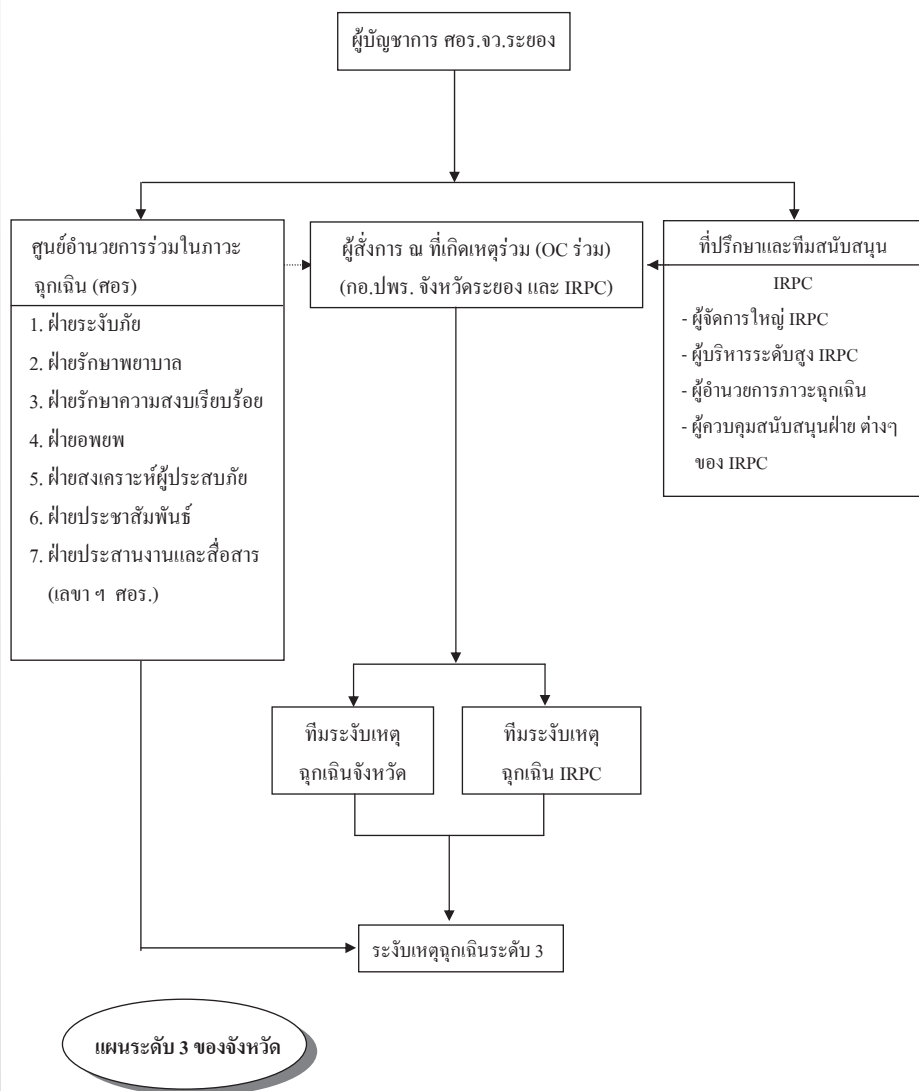 ผู้บัญชาการ ศอร.จว.ระยอง
ศูนย์อำนวยการร่วมในภาวะ
ฉุกเฉิน (ศอร)
1. ฝ่ายระงับภัย
2. ฝ่ายรักษาพยาบาล
3. ฝ่ายรักษาความสงบเรียบร้อย
4. ฝ่ายอพยพ
5. ฝ่ายสงเคราะห์ผู้ประสบภัย
6. ฝ่ายประชาสัมพันธ์
7. ฝ่ายประสานงานและสื่อสาร
(เลขา ฯ ศอร.)
ผู้สั่งการ ณ ที่เกิดเหตุร่วม (OC ร่วม)
(กอ.ปพร. จังหวัดระยอง และ IRPC)
ที่ปรึกษาและทีมสนับสนุน
IRPC
- ผู้จัดการใหญ่ IRPC
- ผู้บริหารระดับสูง IRPC
- ผู้อำนวยการภาวะฉุกเฉิน
- ผู้ควบคุมสนับสนุนฝ่าย ต่างๆ
ของ IRPC
ทีมระงับเหตุ
ฉุกเฉินจังหวัด
ทีมระงับเหตุ
ฉุกเฉิน IRPC
ระงับเหตุฉุกเฉินระดับ 3
แผนระดับ 3 ของจังหวัด